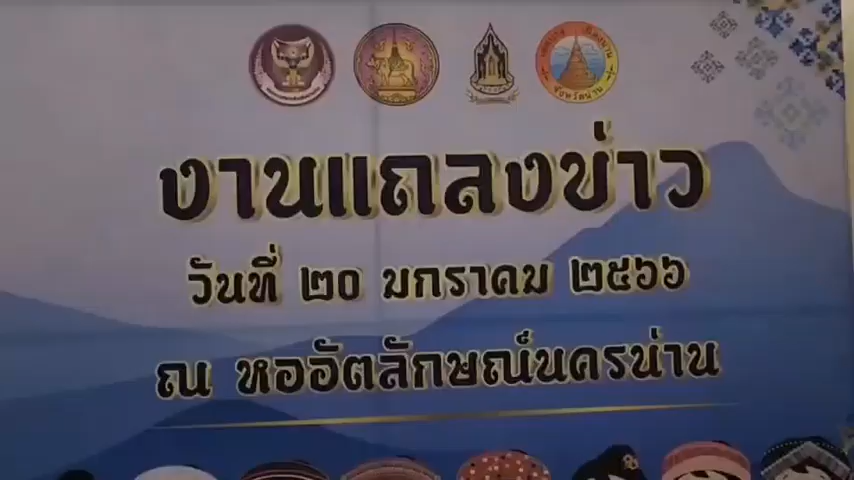 งานแถลงข่าว
วันที่ ๒๐ มกราคม ๒๕๖๖
ณ หออัตลักษณ์นครน่าน